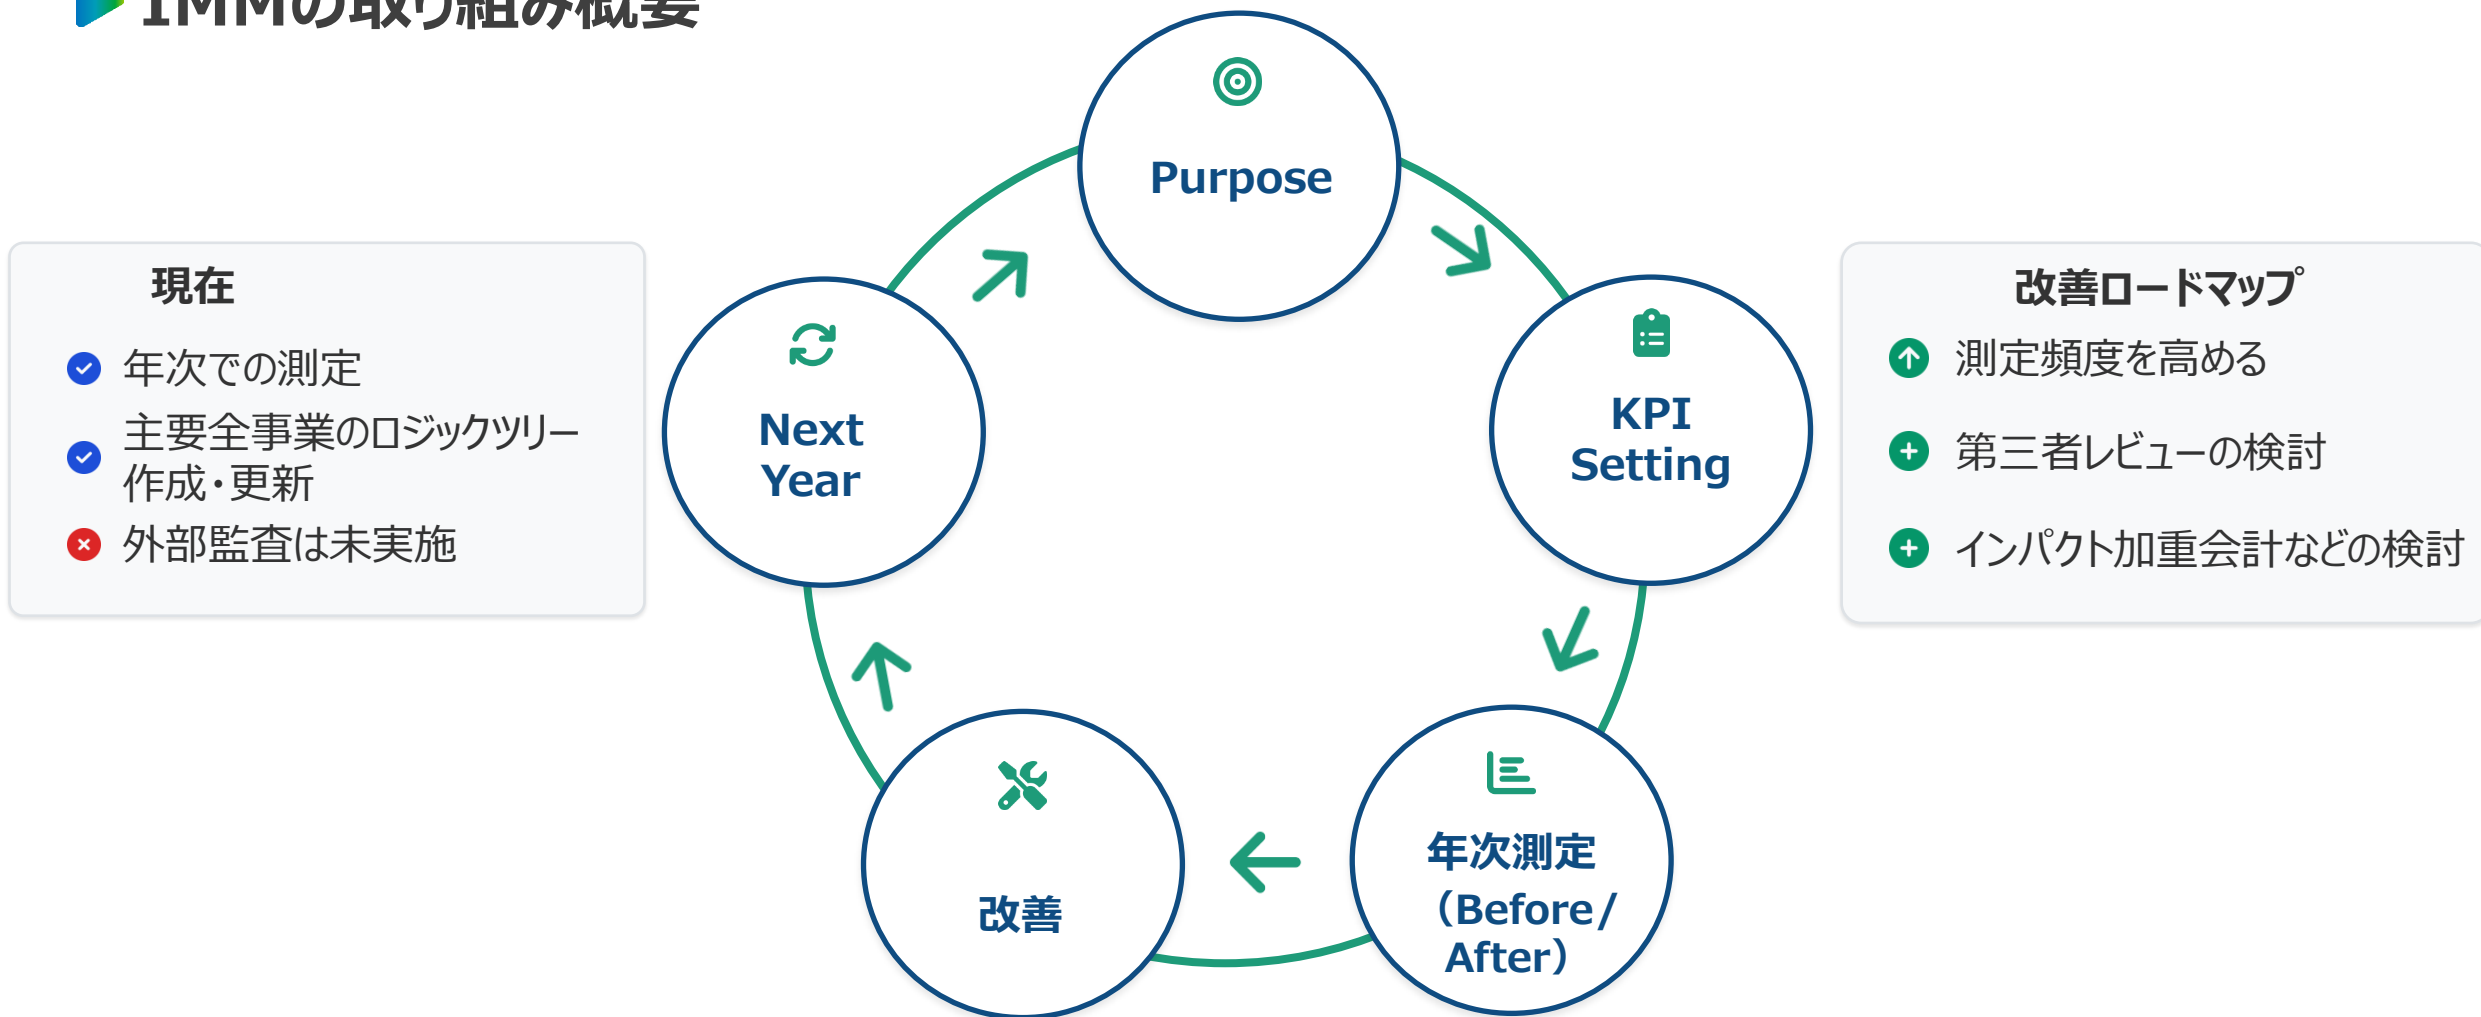 IMMの取り組み概要
現在
年次での測定
主要全事業のロジックツリー
作成・更新
外部監査は未実施
Purpose
KPI
Setting
年次測定
（Before/
After）
改善
Next
Year
改善ロードマップ
測定頻度を高める
第三者レビューの検討
インパクト加重会計などの検討